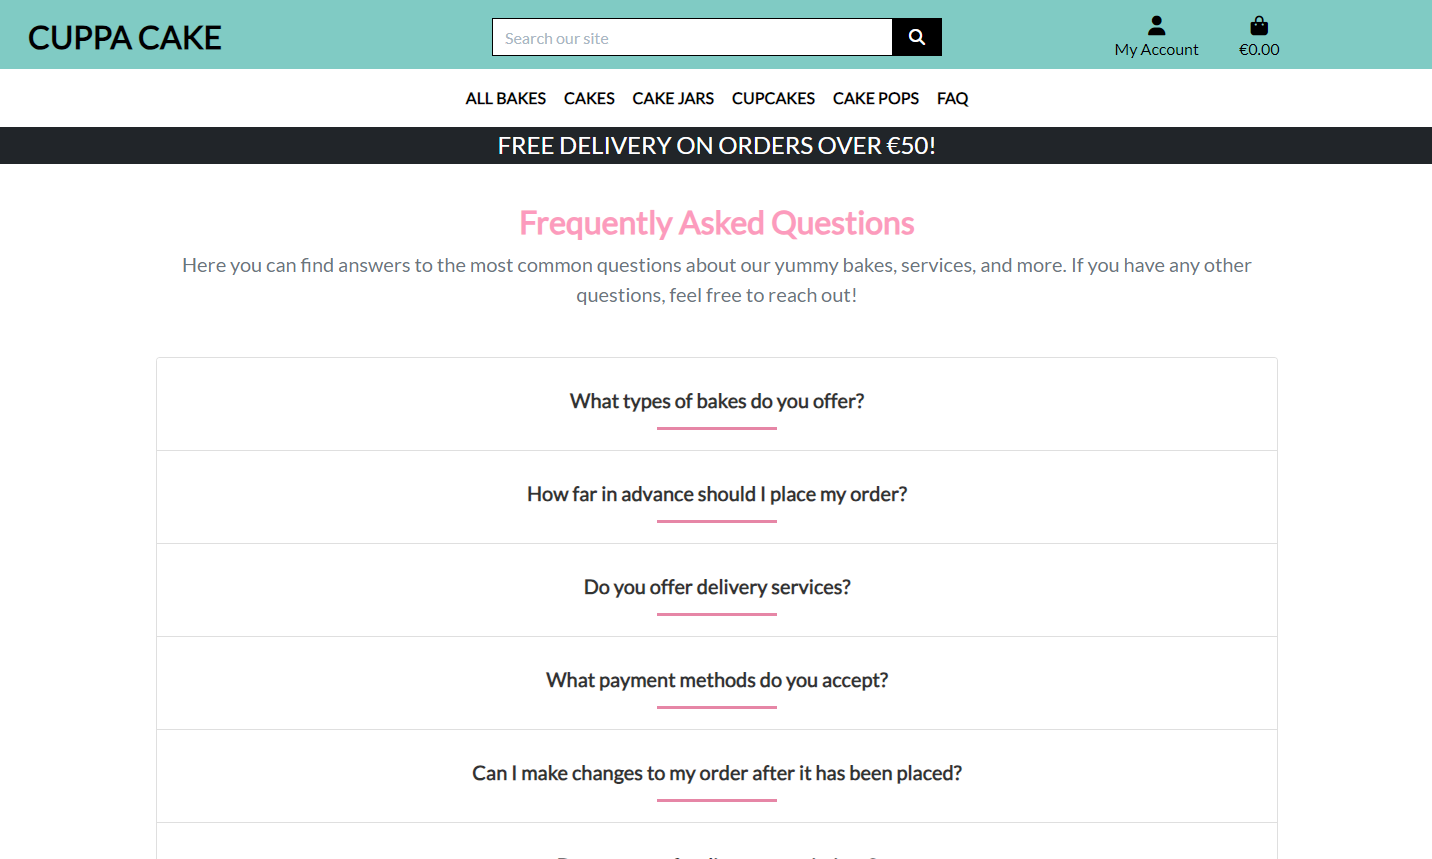 CUPPA CAKE
Search our site
My Account
€0.00
ALL BAKES CAKES CAKE JARS CUPCAKES CAKE POPS FAQ
FREE DELIVERY ON ORDERS OVER €50!
Frequently Asked Questions
Here you can find answers to the most common questions about our yummy bakes, services, and more. If you have any other
questions, feel free to reach out!
What types of bakes do you offer?
How far in advance should I place my order?
Do you offer delivery services?
What payment methods do you accept?
Can I make changes to my order after it has been placed?